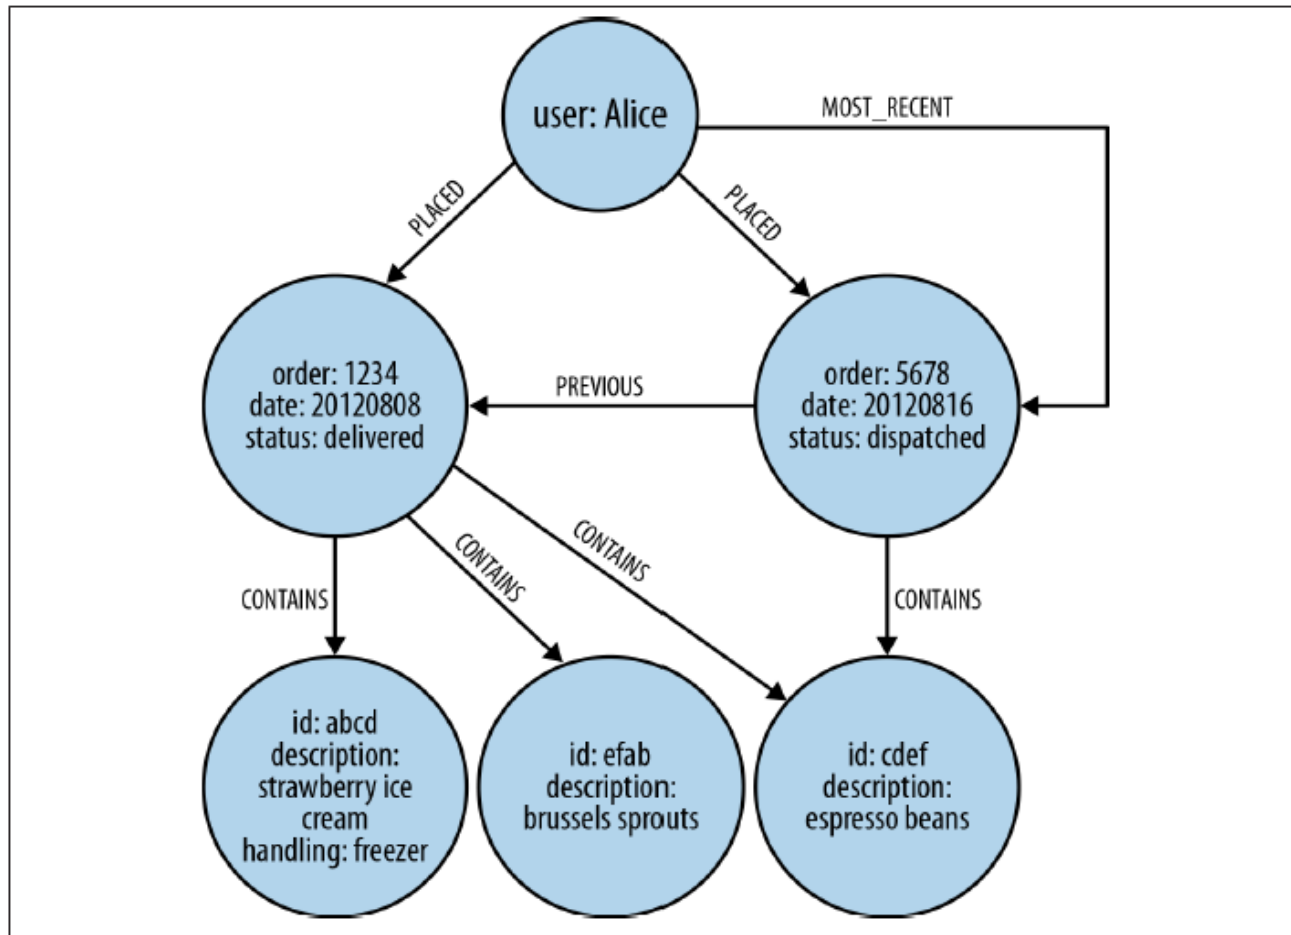 user: Alice
MOST_RECENT
PLACED
PLACED
order: 1234
date: 20120808
status: delivered
PREVIOUS
order: 5678
date: 20120816
status: dispatched
CONTAINS
CONTAINS
CONTAINS
CONTAINS
id: abcd
description:
strawberry ice
cream
handling: freezer
id: efab
description:
brussels sprouts
id: cdef
description:
espresso beans